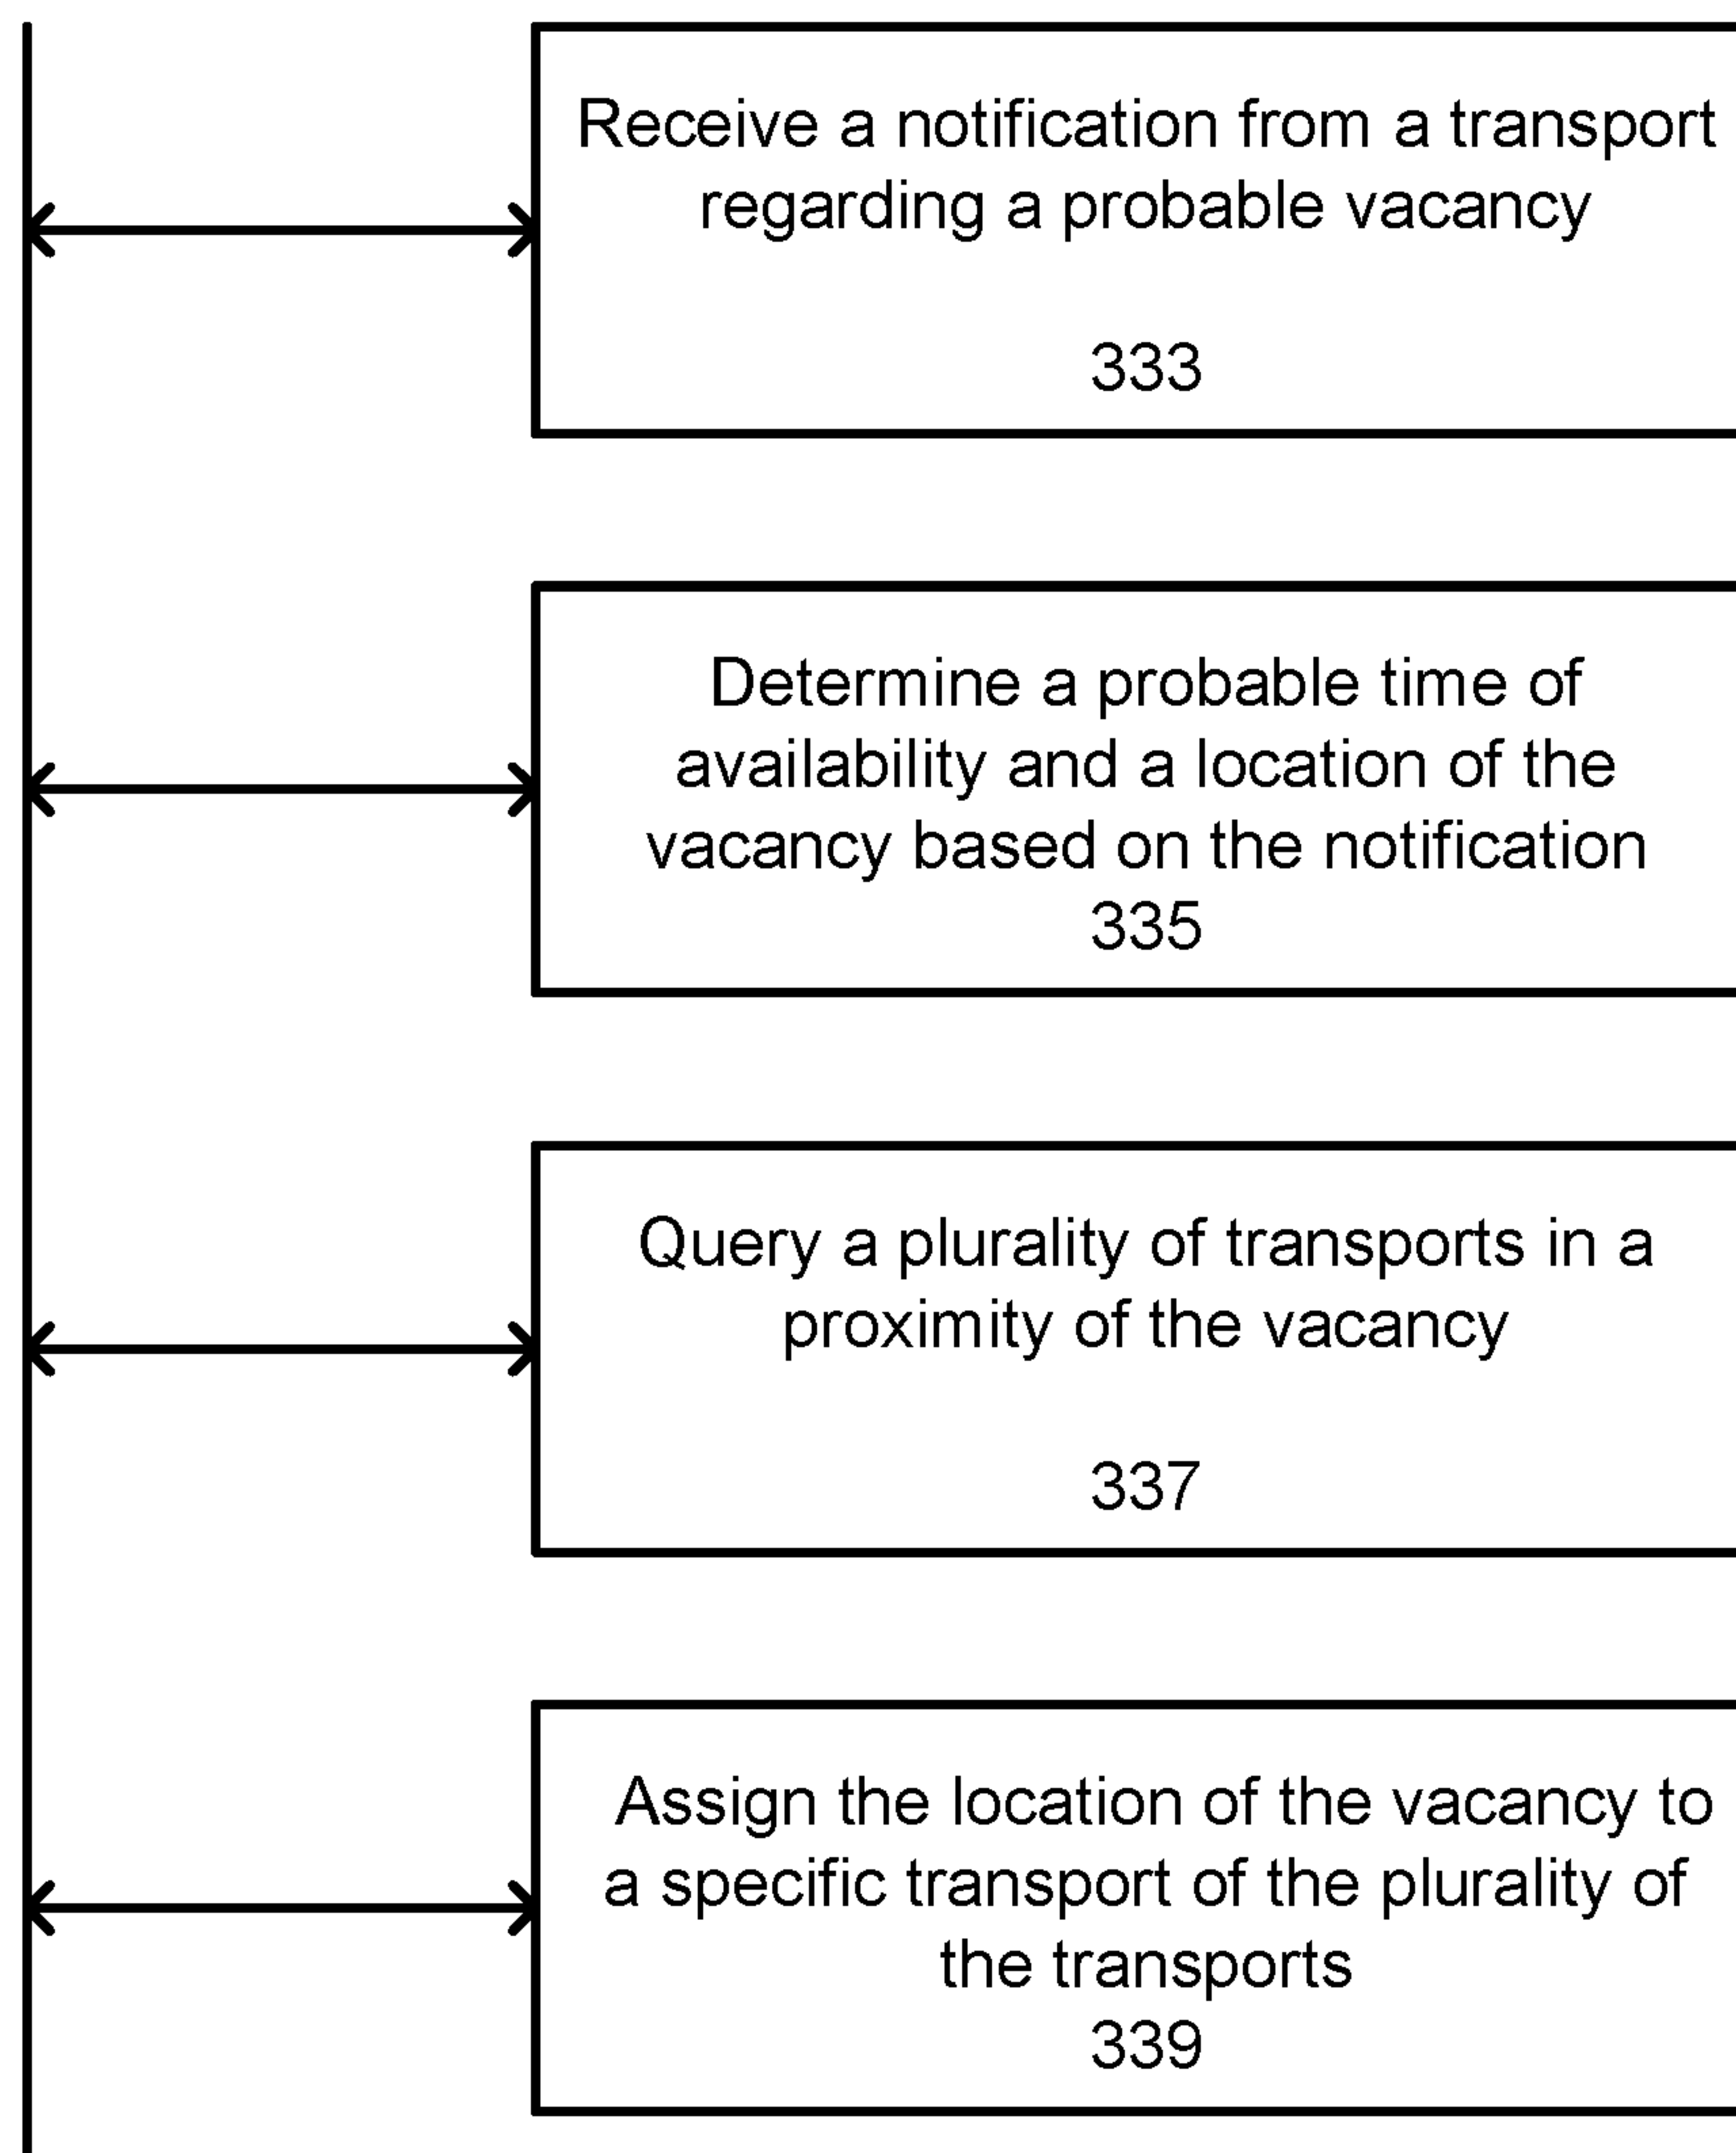 Receive a notification from a transport
regarding a probable vacancy
333
Determine a probable time of
availability and a location of the
vacancy based on the notification
335
Query a plurality of transports in a
proximity of the vacancy
337
Assign the location of the vacancy to
a specific transport of the plurality of
the transports
339